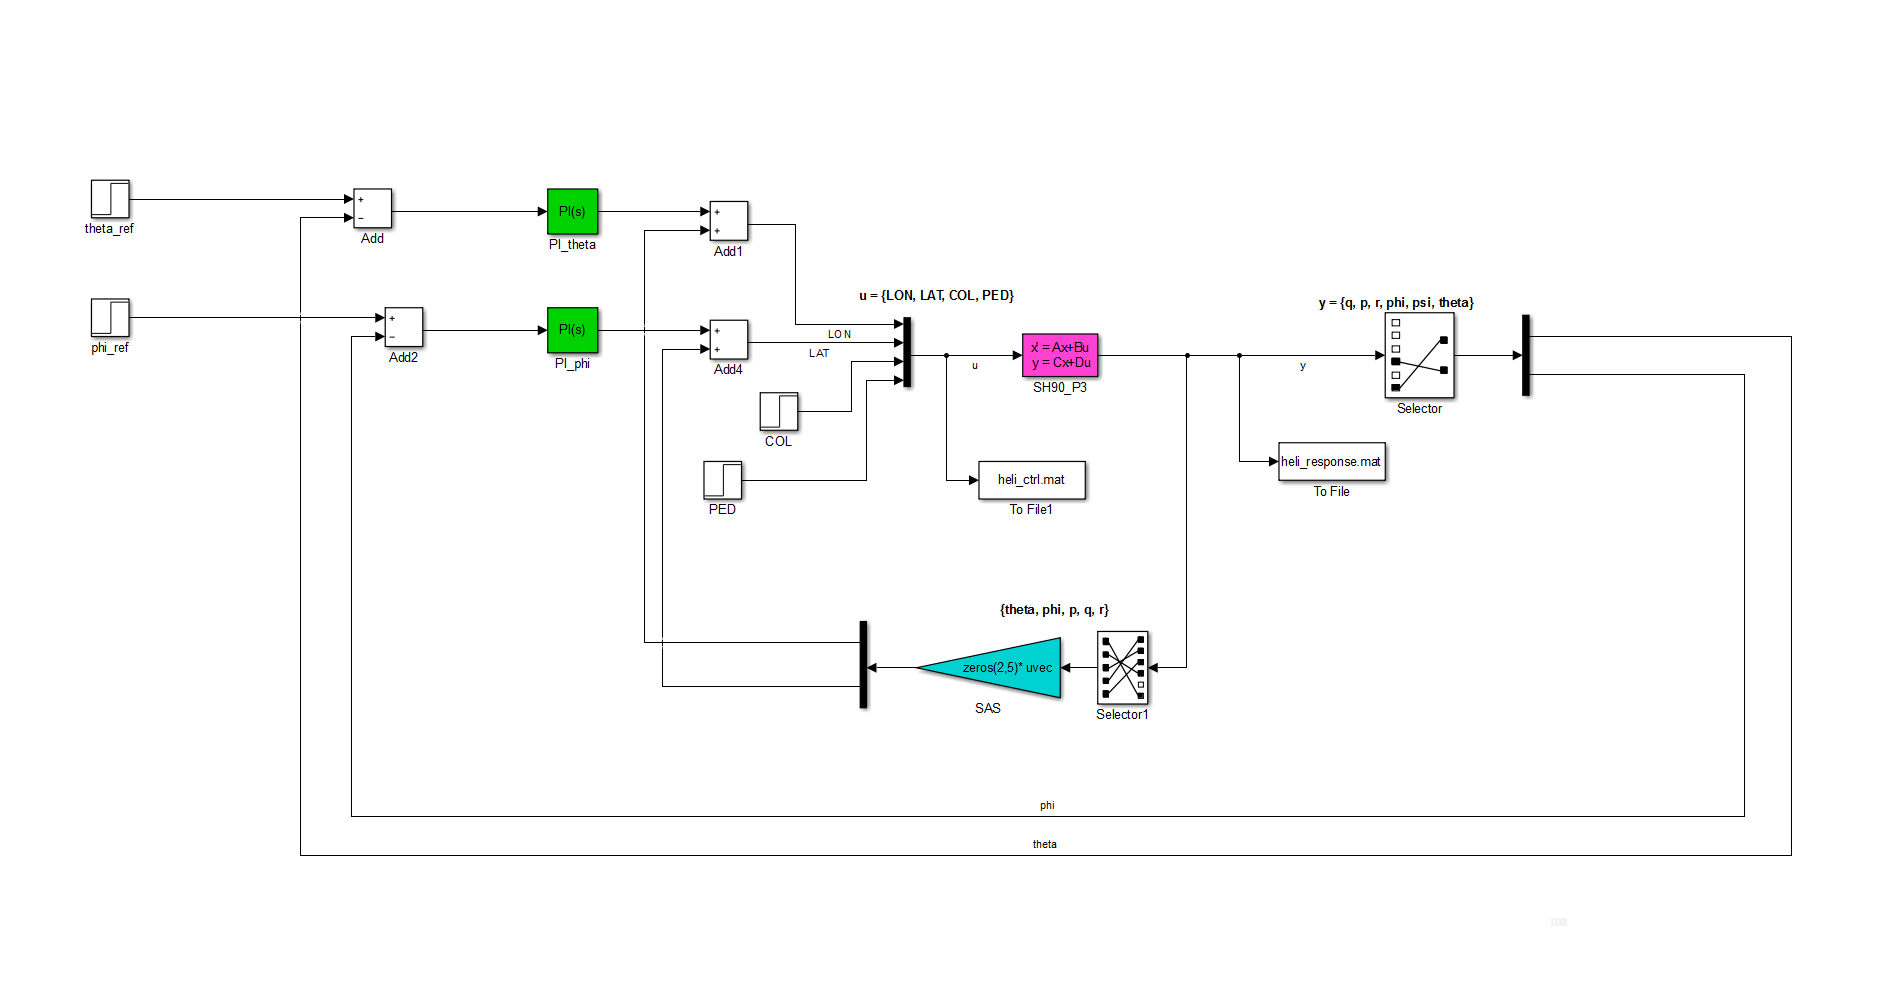 theta_ref
+
−
Add
PI(s)
PI_theta
+
+
Add1
phi_ref
+
−
Add2
PI(s)
PI_phi
+
+
Add4
u = {LON, LAT, COL, PED}
LON
LAT
COL
PED
u
x' = Ax+Bu
y = Cx+Du
SH90_P3
heli_ctrl.mat
To File1
y = {q, p, r, phi, psi, theta}
y
Selector
heli_response.mat
To File
{theta, phi, p, q, r}
zeros(2,5)* uvec
SAS
Selector1
phi
theta